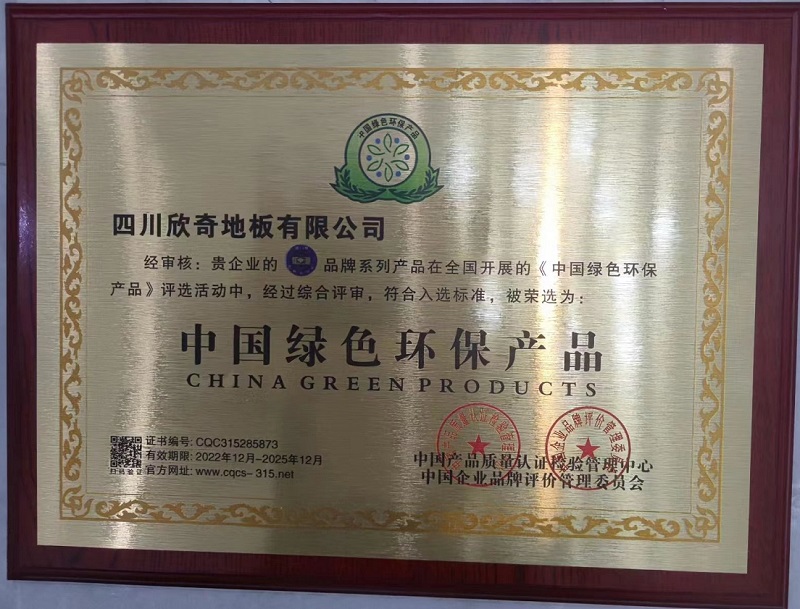 中国绿色环保产品
四川欣奇地板有限公司
经审核：贵企业的 品牌系列产品在全国开展的《中国绿色环保
产品》评选活动中，经过综合评审，符合入选标准，被荣选为：
中国绿色环保产品
CHINA GREEN PRODUCTS
证书编号: CQC315285873
有效期限: 2022年12月-2025年12月
官方网址: www.cqcs-315.net
扫码验证
中国产品质量认证检验管理中心
中国企业品牌评价管理委员会